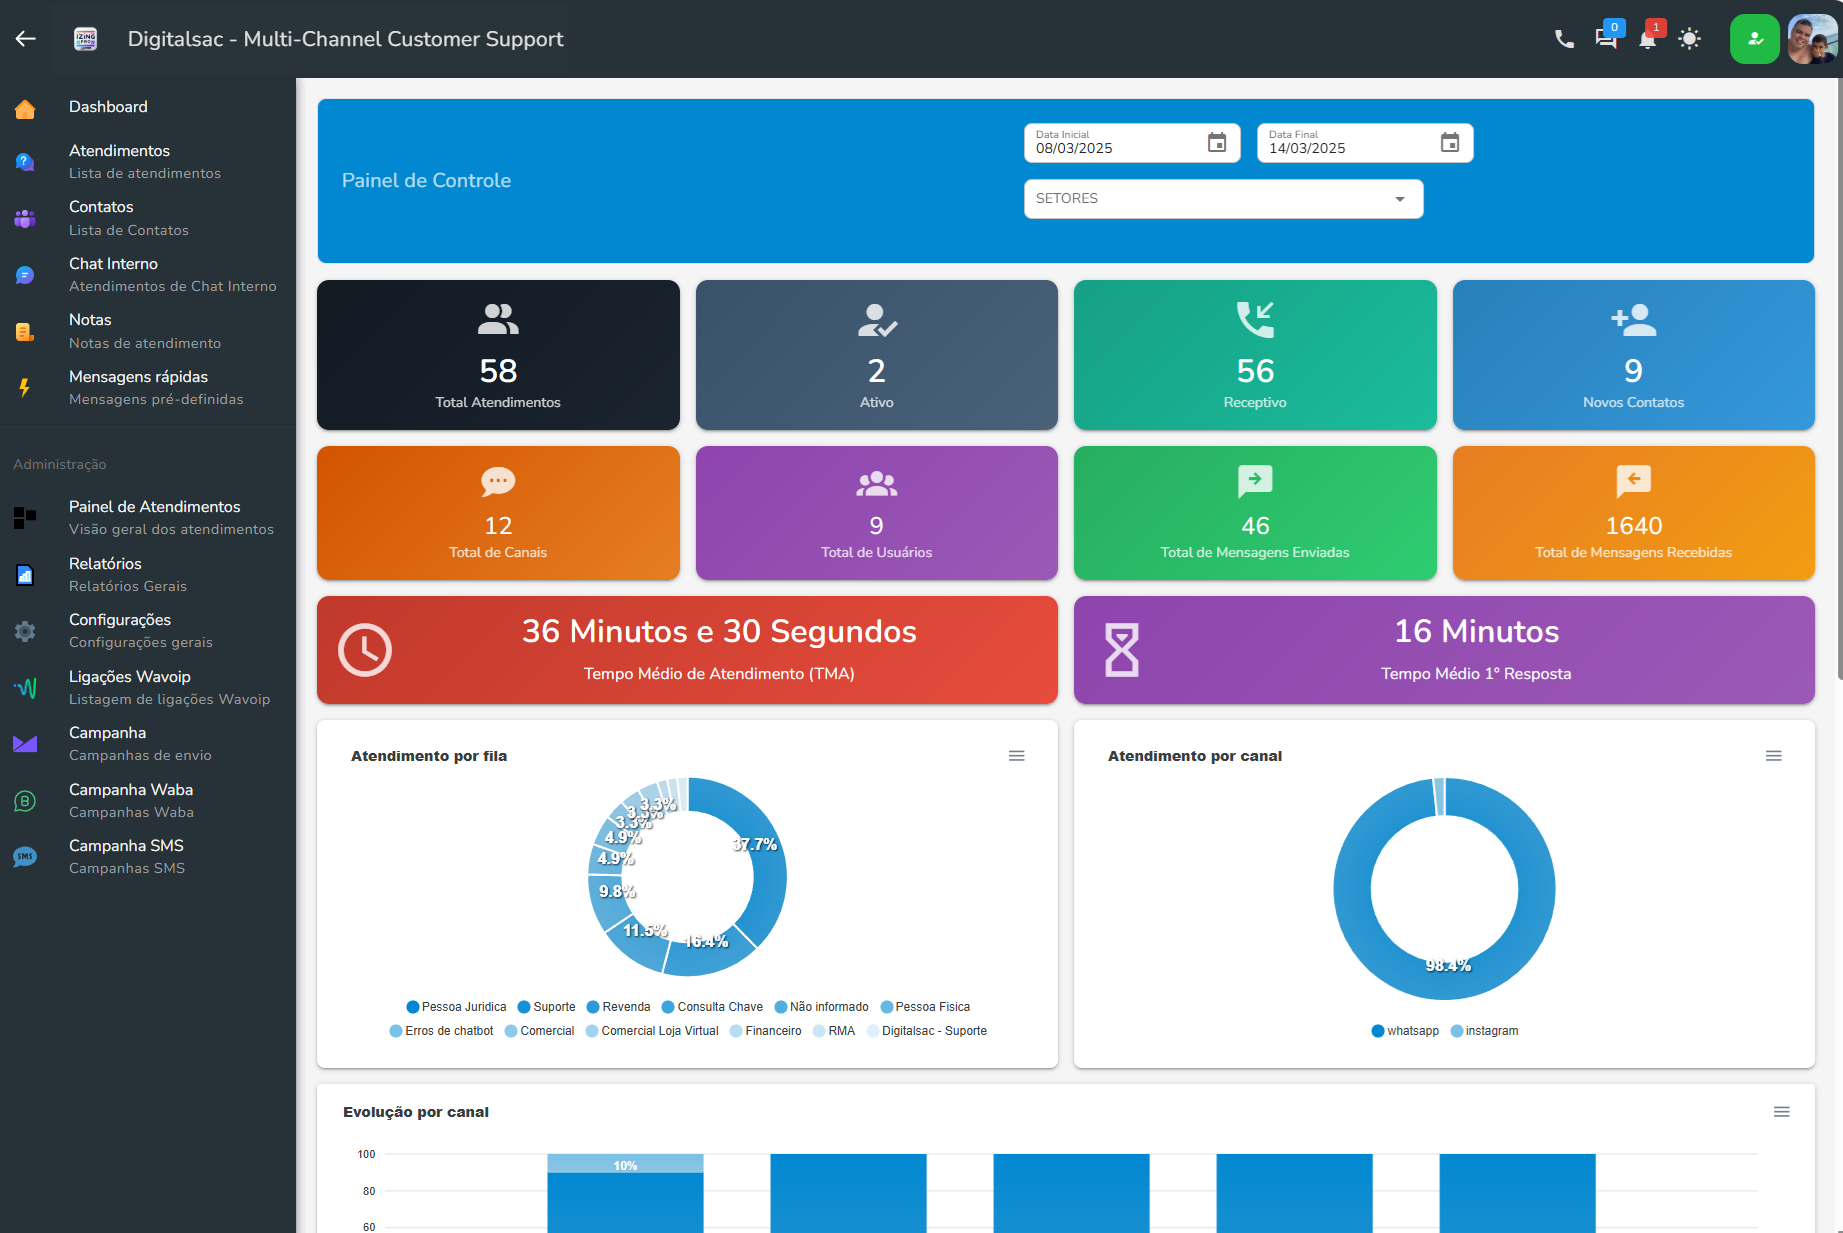 Digitalsac - Multi-Channel Customer Support
0
1
Dashboard
Atendimentos
Lista de atendimentos
Contatos
Lista de Contatos
Chat Interno
Atendimentos de Chat Interno
Notas
Notas de atendimento
Mensagens rápidas
Mensagens pré-definidas
Administração
Painel de Atendimentos
Visão geral dos atendimentos
Relatórios
Relatórios Gerais
Configurações
Configurações gerais
Ligações Wavoip
Listagem de ligações Wavoip
Campanha
Campanhas de envio
Campanha Waba
Campanhas Waba
SMS
Campanha SMS
Campanhas SMS
Painel de Controle
Data Inicial
08/03/2025
Data Final
14/03/2025
SETORES
58
Total Atendimentos
2
Ativo
56
Receptivo
9
Novos Contatos
12
Total de Canais
9
Total de Usuários
46
Total de Mensagens Enviadas
1640
Total de Mensagens Recebidas
36 Minutos e 30 Segundos
Tempo Médio de Atendimento (TMA)
16 Minutos
Tempo Médio 1º Resposta
Atendimento por fila
37.7%
16.4%
11.5%
9.8%
4.9%
4.9%
3.3%
3.3%
3.3%
Pessoa Juridica Suporte Revenda Consulta Chave Não informado Pessoa Fisica
Erros de chatbot Comercial Comercial Loja Virtual Financeiro RMA Digitalsac - Suporte
Atendimento por canal
98.4%
whatsapp instagram
Evolução por canal
100
80
60
10%